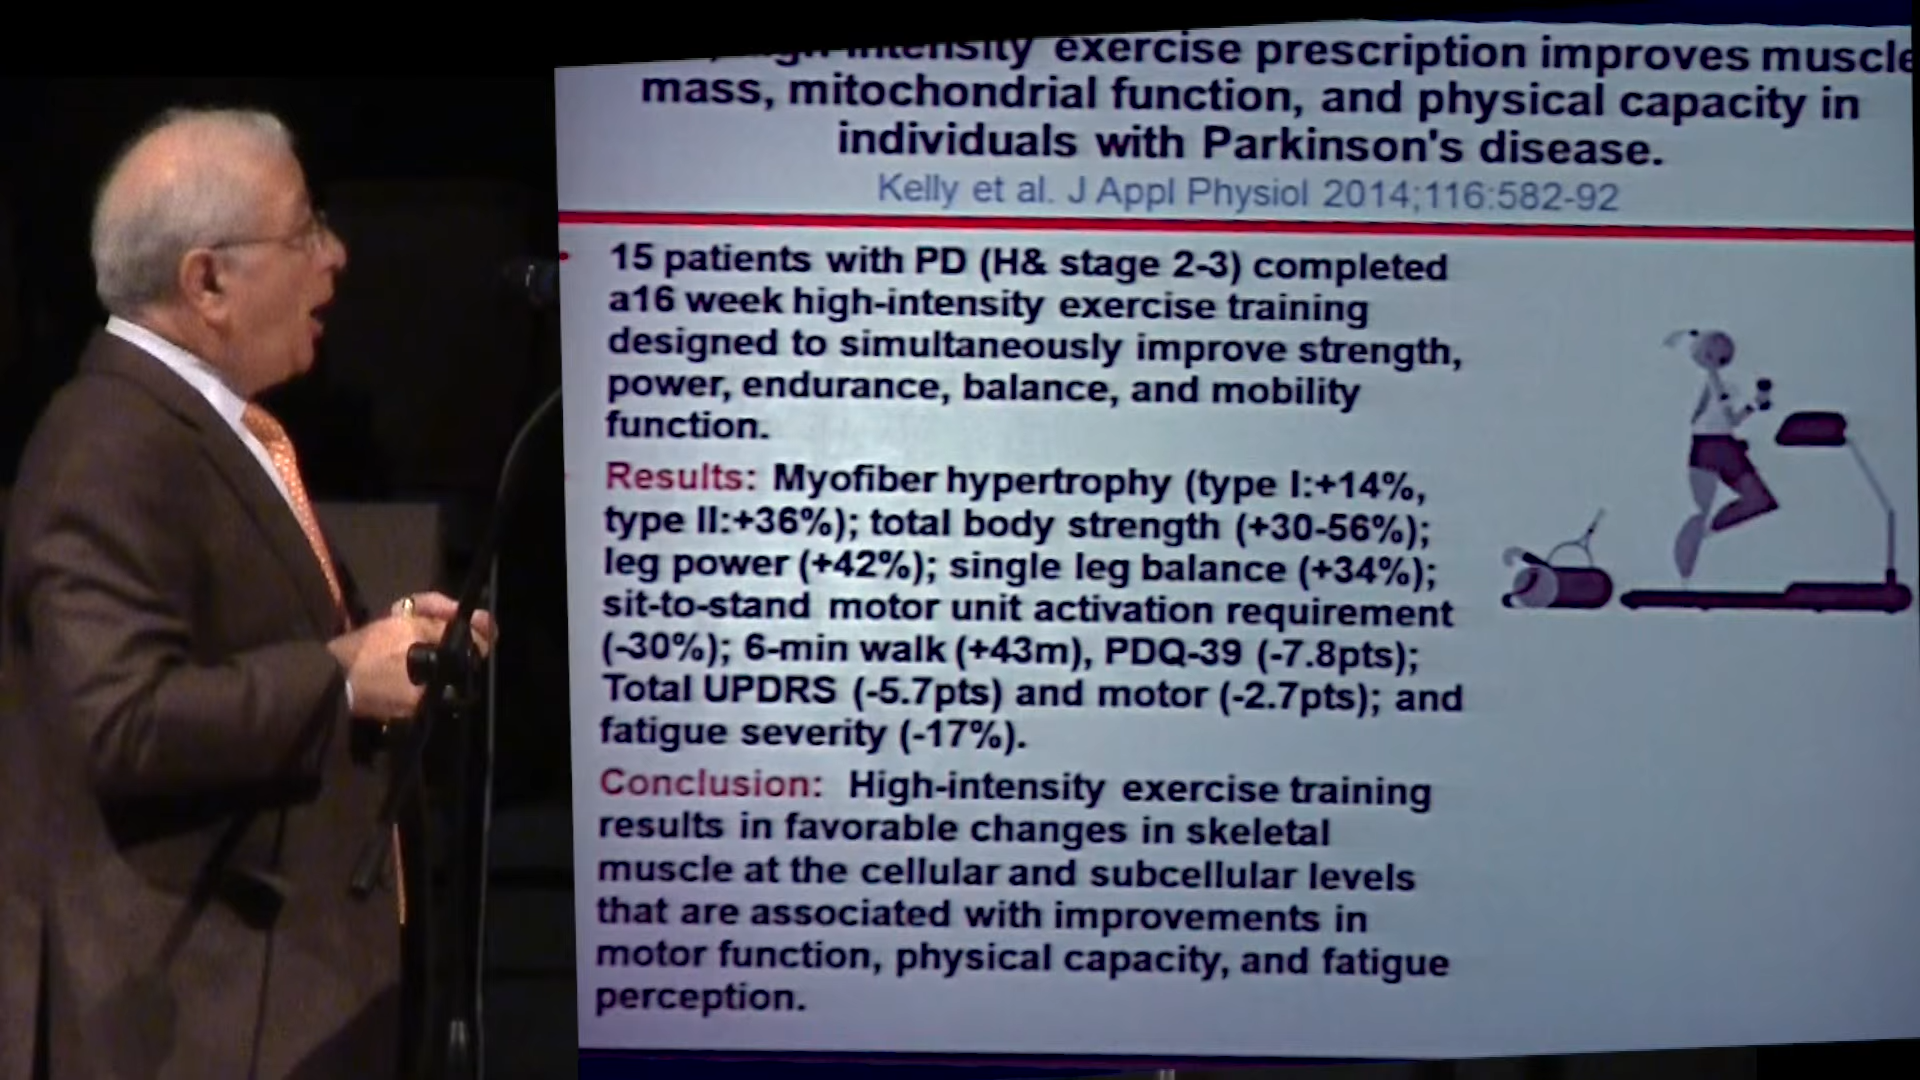 intensity exercise prescription improves muscle
mass, mitochondrial function, and physical capacity in
individuals with Parkinson's disease.
Kelly et al. J Appl Physiol 2014;116:582-92
15 patients with PD (H& stage 2-3) completed
a16 week high-intensity exercise training
designed to simultaneously improve strength,
power, endurance, balance, and mobility
function.
Results: Myofiber hypertrophy (type I:+14%,
type II:+36%); total body strength (+30-56%);
leg power (+42%); single leg balance (+34%);
sit-to-stand motor unit activation requirement
(-30%); 6-min walk (+43m), PDQ-39 (-7.8pts);
Total UPDRS (-5.7pts) and motor (-2.7pts); and
fatigue severity (-17%).
Conclusion: High-intensity exercise training
results in favorable changes in skeletal
muscle at the cellular and subcellular levels
that are associated with improvements in
motor function, physical capacity, and fatigue
perception.